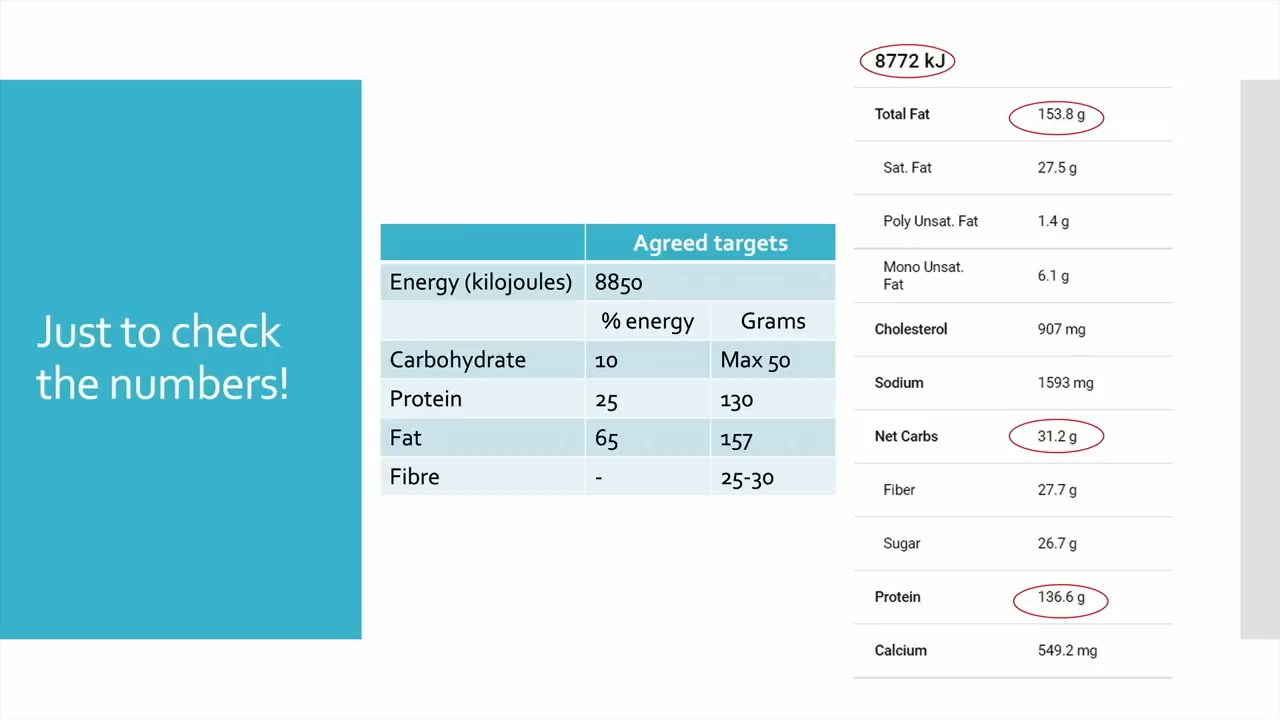 Just to check
the numbers!
Agreed targets
Energy (kilojoules) 8850
% energy Grams
Carbohydrate 10 Max 50
Protein 25 130
Fat 65 157
Fibre - 25-30
8772 kJ
Total Fat 153.8 g
Sat. Fat 27.5 g
Poly Unsat. Fat 1.4 g
Mono Unsat.
Fat 6.1 g
Cholesterol 907 mg
Sodium 1593 mg
Net Carbs 31.2 g
Fiber 27.7 g
Sugar 26.7 g
Protein 136.6 g
Calcium 549.2 mg